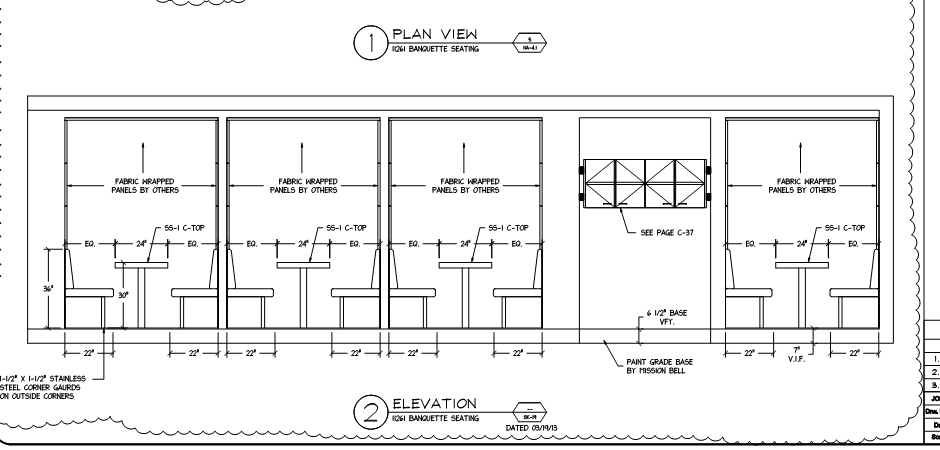 1
PLAN VIEW
11261 BANQUETTE SEATING
5
11A-4.1
FABRIC WRAPPED
PANELS BY OTHERS
FABRIC WRAPPED
PANELS BY OTHERS
FABRIC WRAPPED
PANELS BY OTHERS
FABRIC WRAPPED
PANELS BY OTHERS
SS-1 C-TOP
SS-1 C-TOP
SS-1 C-TOP
SEE PAGE C-37
SS-1 C-TOP
EQ. 24" EQ.
EQ. 24" EQ.
EQ. 24" EQ.
EQ. 24" EQ.
36"
30"
6 1/2" BASE
VFY.
22" 22" 22" 22" 22" 22"
22" 7" 22"
V.I.F.
PAINT GRADE BASE
BY MISSION BELL
1-1/2" X 1-1/2" STAINLESS
STEEL CORNER GAURDS
ON OUTSIDE CORNERS
2
ELEVATION
11261 BANQUETTE SEATING
--
SK-19
DATED 03/19/13
1.
2.
3.